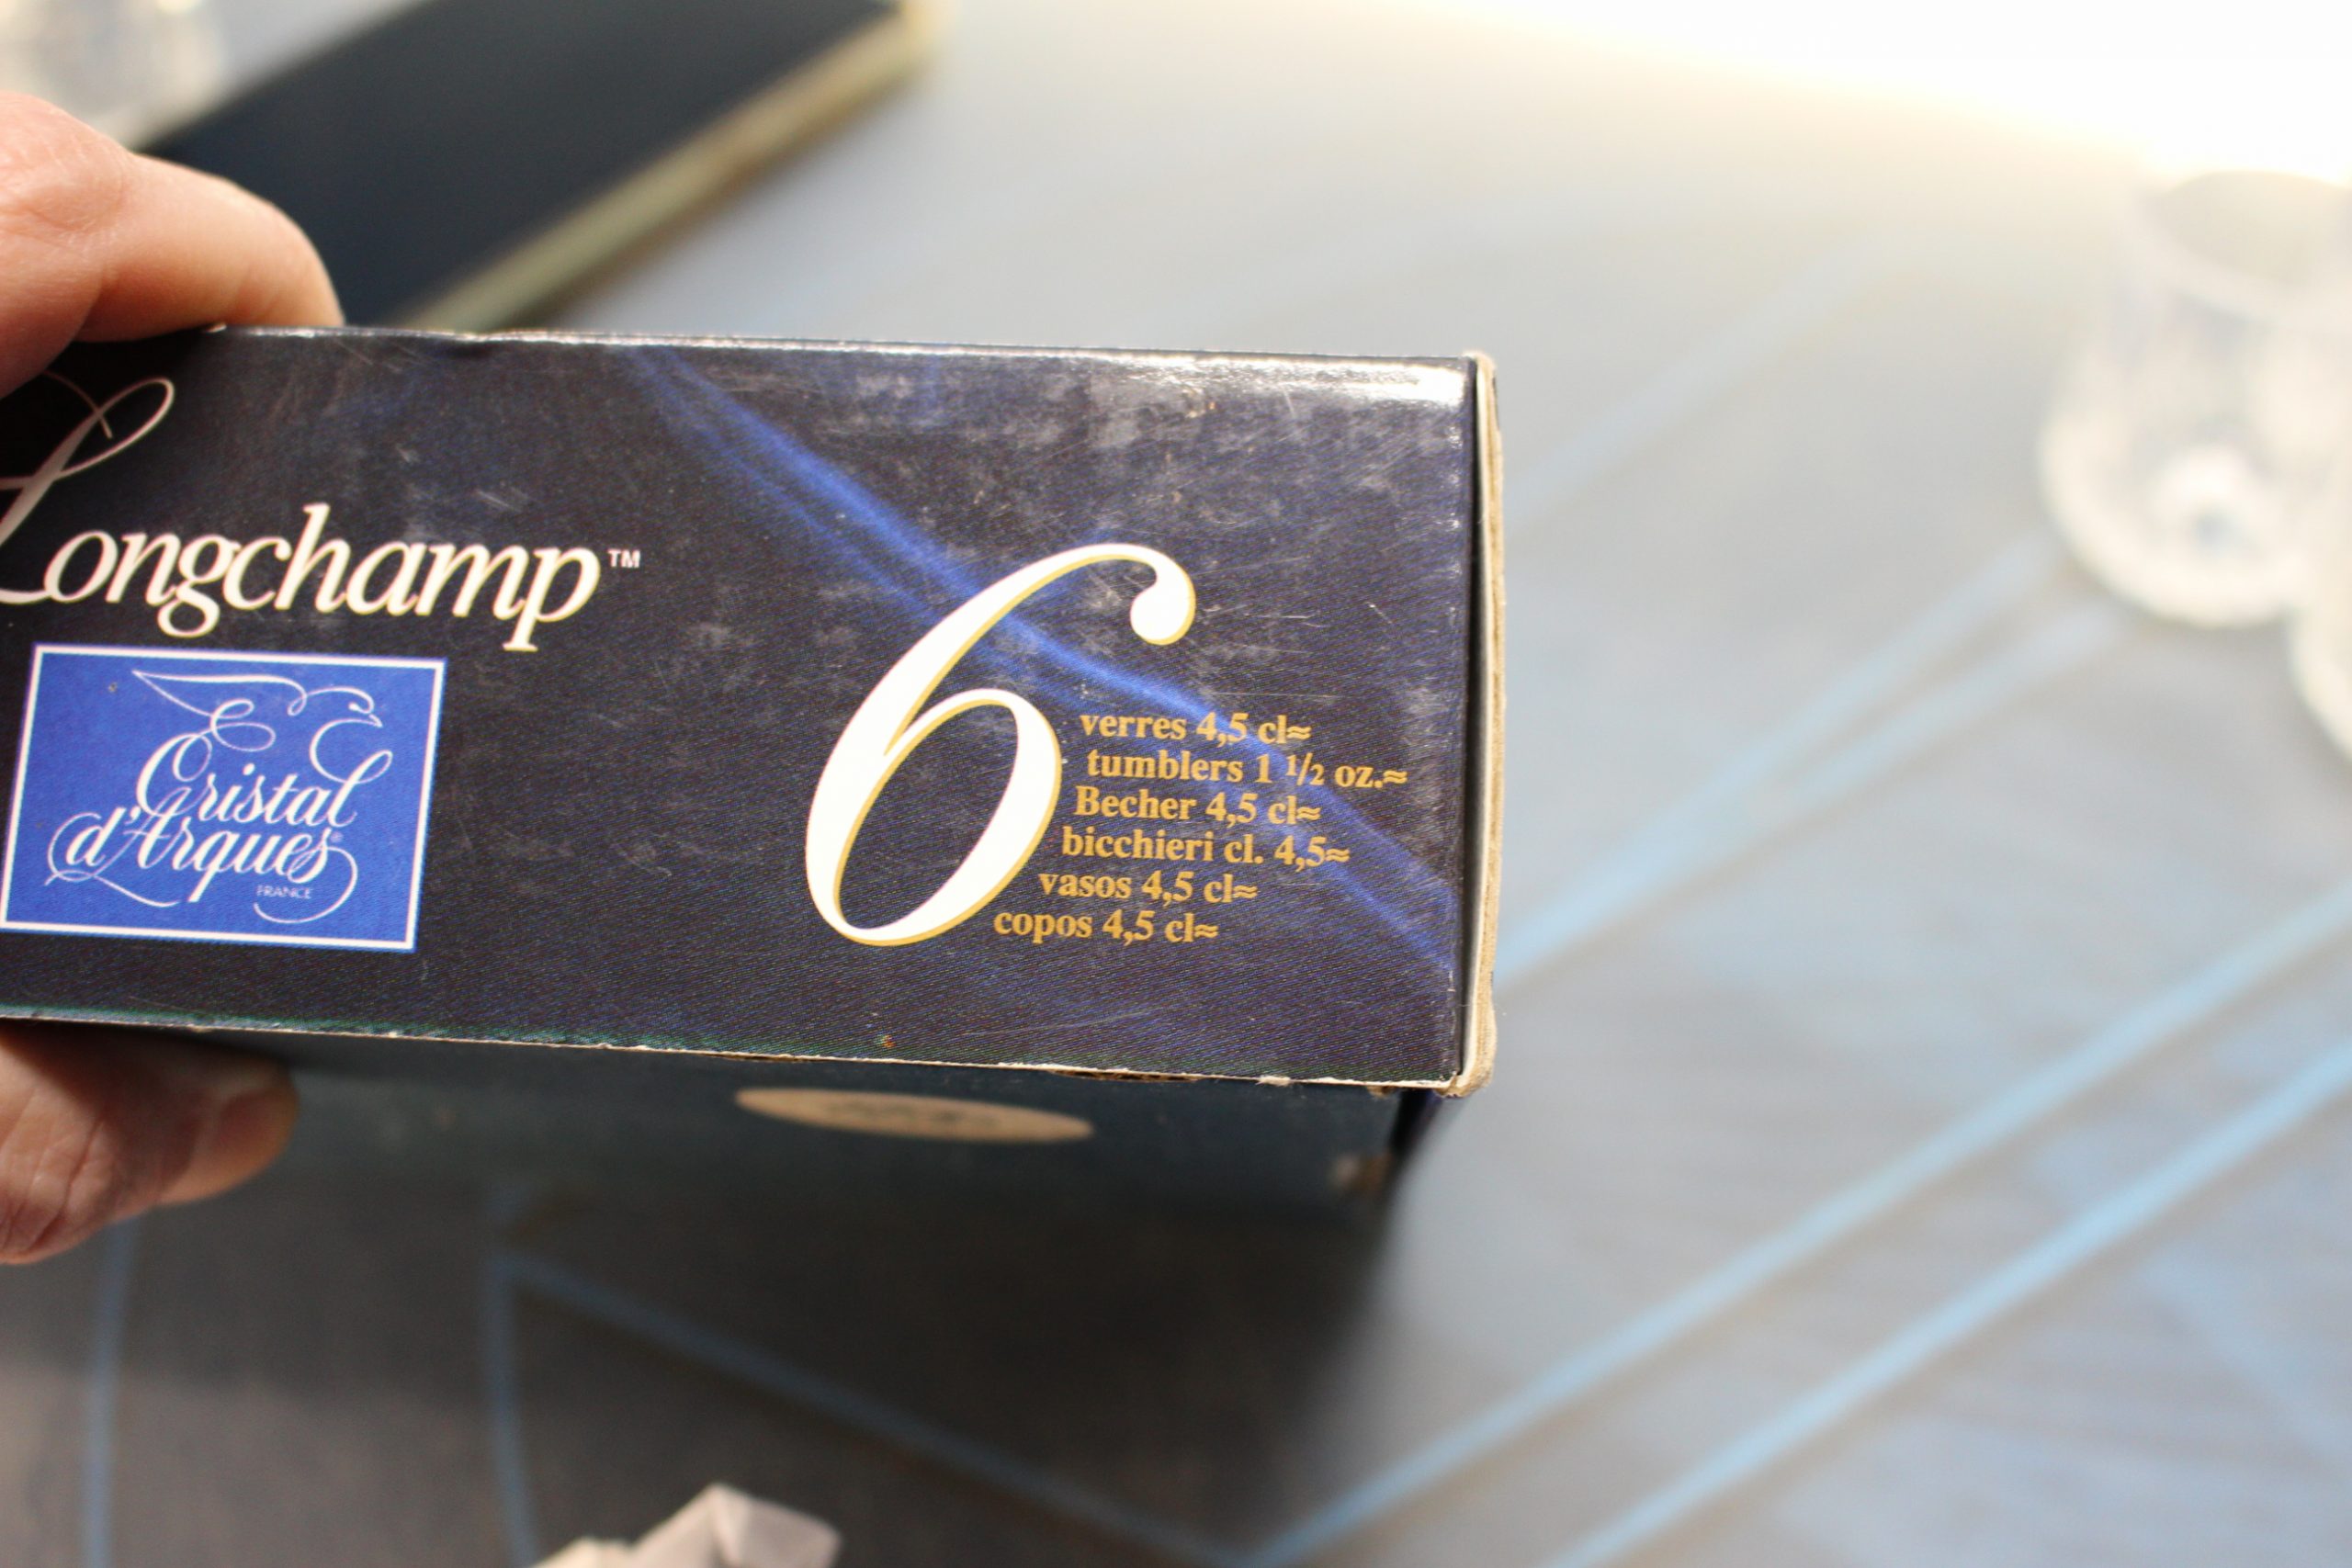 Longchamp™
Cristal
d'Arques®
FRANCE
6
verres 4,5 cl≈
tumblers 1 1/2 oz.≈
Becher 4,5 cl≈
bicchieri cl. 4,5≈
vasos 4,5 cl≈
copos 4,5 cl≈